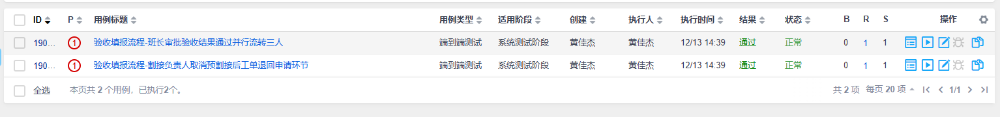 ID P 用例标题 用例类型 适用阶段 创建 执行人 执行时间 结果 状态 B R S 操作
190... 1 验收填报流程-班长审批验收结果通过并行流转三人 端到端测试 系统测试阶段 黄佳杰 黄佳杰 12/13 14:39 通过 正常 0 1 1
190... 1 验收填报流程-割接负责人取消预割接后工单退回申请环节 端到端测试 系统测试阶段 黄佳杰 黄佳杰 12/13 14:39 通过 正常 0 1 1
全选 本页共 2 个用例，已执行2个。 共 2 项 每页 20 项 1/1